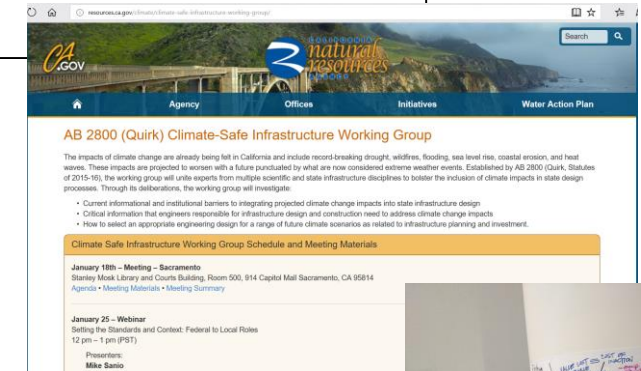 resources.ca.gov/climate/climate-safe-infrastructure-working-group/
CA.GOV
CALIFORNIA
natural
resources
AGENCY
Search
Agency
Offices
Initiatives
Water Action Plan
AB 2800 (Quirk) Climate-Safe Infrastructure Working Group
The impacts of climate change are already being felt in California and include record-breaking drought, wildfires, flooding, sea level rise, coastal erosion, and heat
waves. These impacts are projected to worsen with a future punctuated by what are now considered extreme weather events. Established by AB 2800 (Quirk, Statutes
of 2015-16), the working group will unite experts from multiple scientific and state infrastructure disciplines to bolster the inclusion of climate impacts in state design
processes. Through its deliberations, the working group will investigate:
• Current informational and institutional barriers to integrating projected climate change impacts into state infrastructure design
• Critical information that engineers responsible for infrastructure design and construction need to address climate change impacts
• How to select an appropriate engineering design for a range of future climate scenarios as related to infrastructure planning and investment.
Climate Safe Infrastructure Working Group Schedule and Meeting Materials
January 18th – Meeting – Sacramento
Stanley Mosk Library and Courts Building, Room 500, 914 Capitol Mall Sacramento, CA 95814
Agenda • Meeting Materials • Meeting Summary
January 25 – Webinar
Setting the Standards and Context: Federal to Local Roles
12 pm – 1 pm (PST)
Presenters:
Mike Sanio
COST OF
INACTION